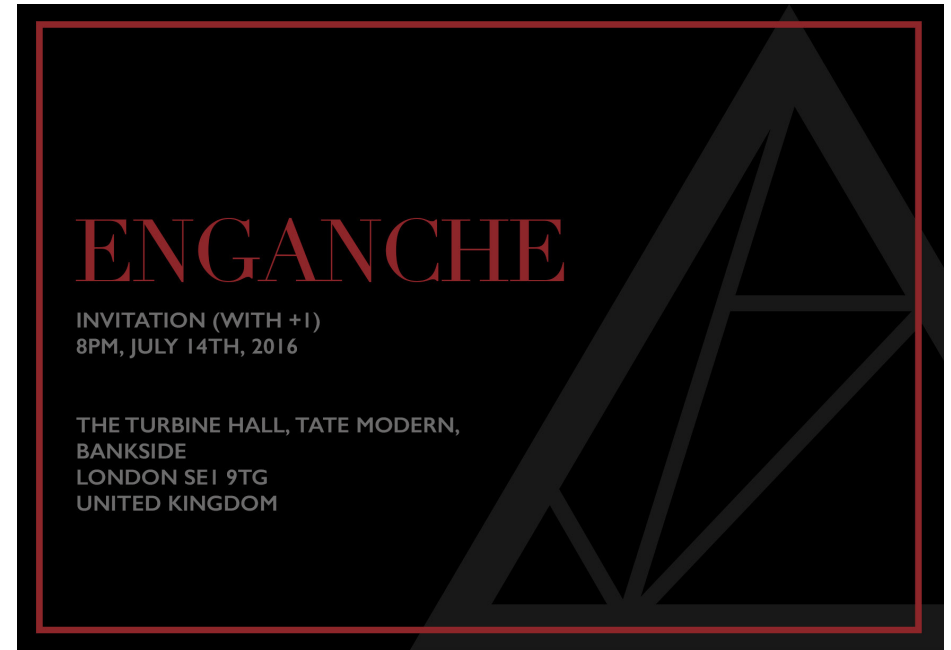 ENGANCHE
INVITATION (WITH +1)
8PM, JULY 14TH, 2016
THE TURBINE HALL, TATE MODERN,
BANKSIDE
LONDON SE1 9TG
UNITED KINGDOM